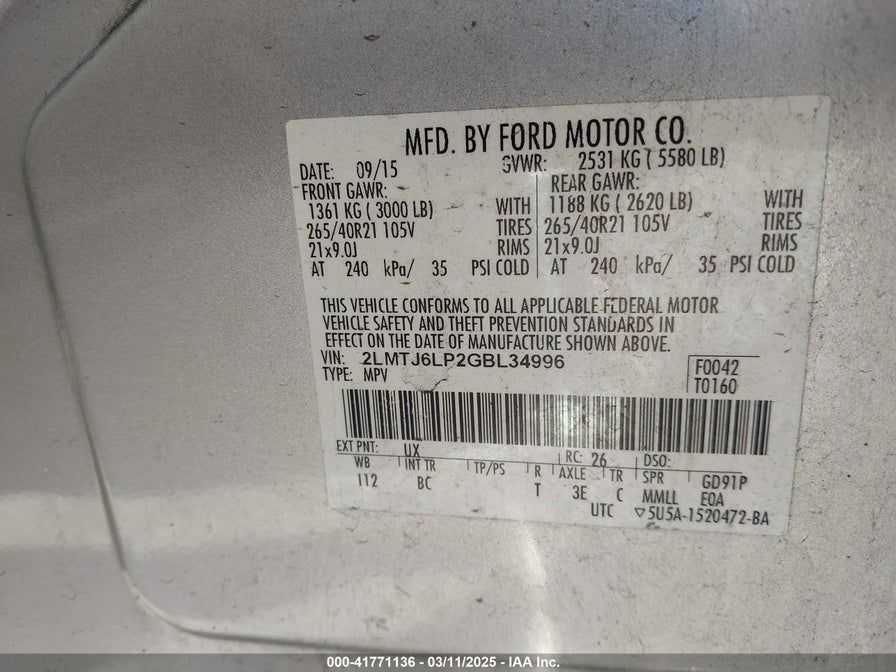 MFD. BY FORD MOTOR CO.
DATE: 09/15 GVWR: 2531 KG ( 5580 LB)
FRONT GAWR: REAR GAWR:
1361 KG ( 3000 LB) WITH 1188 KG ( 2620 LB) WITH
265/40R21 105V TIRES 265/40R21 105V TIRES
21x9.0J RIMS 21x9.0J RIMS
AT 240 kPa/ 35 PSI COLD AT 240 kPa/ 35 PSI COLD
THIS VEHICLE CONFORMS TO ALL APPLICABLE FEDERAL MOTOR
VEHICLE SAFETY AND THEFT PREVENTION STANDARDS IN
EFFECT ON THE DATE OF MANUFACTURE SHOWN ABOVE.
VIN: 2LMTJ6LP2GBL34996 F0042
TYPE: MPV T0160
EXT PNT: UX RC: 26 DSO:
WB INT TR TP/PS R AXLE TR SPR GD91P
112 BC T 3E C MMLL EOA
UTC ▽5U5A-1520472-BA
000-41771136 - 03/11/2025 - IAA Inc.